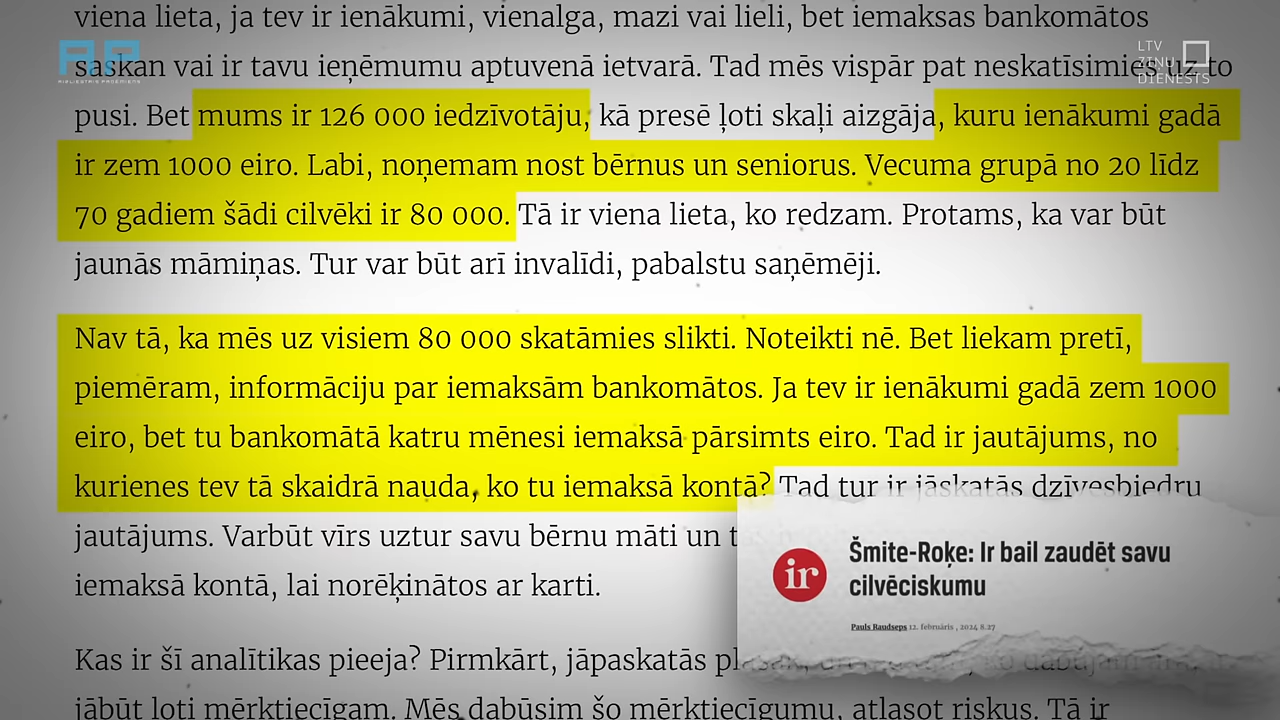 viena lieta, ja tev ir ienākumi, vienalga, mazi vai lieli, bet iemaksas bankomātos
saskan vai ir tavu ieņēmumu aptuvenā ietvarā. Tad mēs vispār pat neskatīsimies uz to
pusi. Bet mums ir 126 000 iedzīvotāju, kā presē ļoti skaļi aizgāja, kuru ienākumi gadā
ir zem 1000 eiro. Labi, noņemam nost bērnus un seniorus. Vecuma grupā no 20 līdz
70 gadiem šādi cilvēki ir 80 000. Tā ir viena lieta, ko redzam. Protams, ka var būt
jaunās māmiņas. Tur var būt arī invalīdi, pabalstu saņēmēji.
Nav tā, ka mēs uz visiem 80 000 skatāmies slikti. Noteikti nē. Bet liekam pretī,
piemēram, informāciju par iemaksām bankomātos. Ja tev ir ienākumi gadā zem 1000
eiro, bet tu bankomātā katru mēnesi iemaksā pārsimts eiro. Tad ir jautājums, no
kurienes tev tā skaidrā nauda, ko tu iemaksā kontā? Tad tur ir jāskatās dzīvesbiedru
jautājums. Varbūt vīrs uztur savu bērnu māti un
iemaksā kontā, lai norēķinātos ar karti.
Kas ir šī analītikas pieeja? Pirmkārt, jāpaskatās
jābūt ļoti mērķtiecīgam. Mēs dabūsim šo mērķtiecīgumu, atlasot riskus. Tā ir
AP
AIZLIEGTAIS PAŅĒMIENS
LTV
ZIŅU
DIENESTS
ir
Šmite-Roķe: Ir bail zaudēt savu
cilvēciskumu
Pauls Raudseps 12. februāris , 2024 8.27